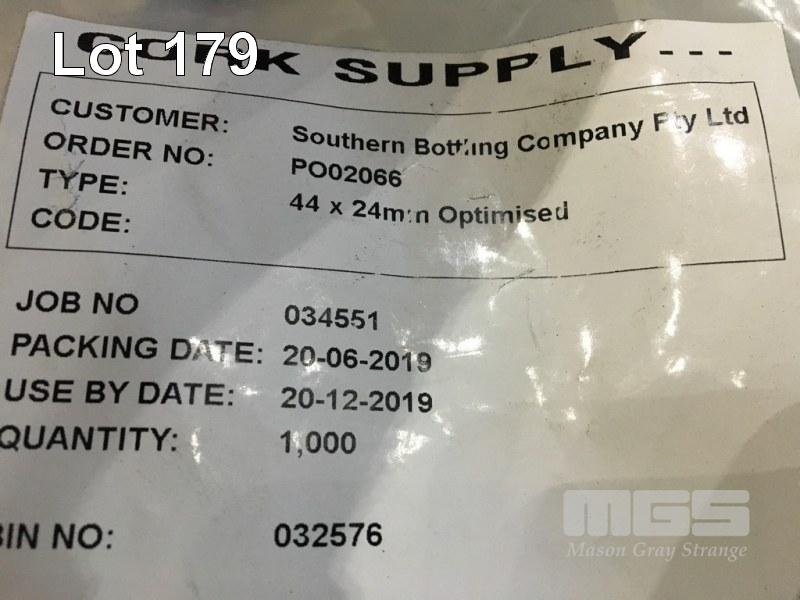 Lot 179
CORK SUPPLY---
CUSTOMER: Southern Bottling Company Pty Ltd
ORDER NO: PO02066
TYPE: 44 x 24mm Optimised
CODE:
JOB NO 034551
PACKING DATE: 20-06-2019
USE BY DATE: 20-12-2019
QUANTITY: 1,000
BIN NO: 032576
MGS
Mason Gray Strange